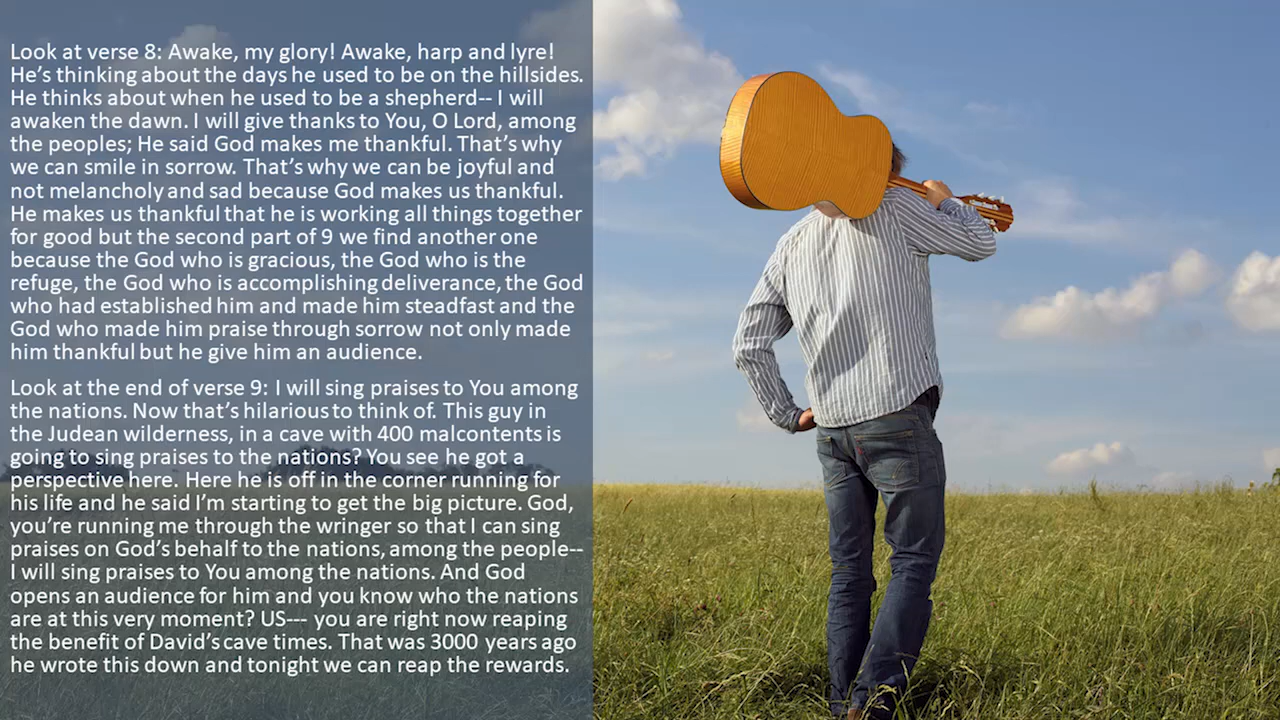 Look at verse 8: Awake, my glory! Awake, harp and lyre!
He’s thinking about the days he used to be on the hillsides.
He thinks about when he used to be a shepherd-- I will
awaken the dawn. I will give thanks to You, O Lord, among
the peoples; He said God makes me thankful. That’s why
we can smile in sorrow. That’s why we can be joyful and
not melancholy and sad because God makes us thankful.
He makes us thankful that he is working all things together
for good but the second part of 9 we find another one
because the God who is gracious, the God who is the
refuge, the God who is accomplishing deliverance, the God
who had established him and made him steadfast and the
God who made him praise through sorrow not only made
him thankful but he give him an audience.
Look at the end of verse 9: I will sing praises to You among
the nations. Now that’s hilarious to think of. This guy in
the Judean wilderness, in a cave with 400 malcontents is
going to sing praises to the nations? You see he got a
perspective here. Here he is off in the corner running for
his life and he said I’m starting to get the big picture. God,
you’re running me through the wringer so that I can sing
praises on God’s behalf to the nations, among the people--
I will sing praises to You among the nations. And God
opens an audience for him and you know who the nations
are at this very moment? US--- you are right now reaping
the benefit of David’s cave times. That was 3000 years ago
he wrote this down and tonight we can reap the rewards.